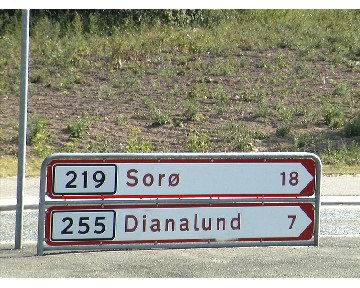 219 Sorø 18
255 Dianalund 7